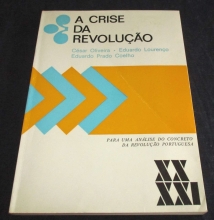 A CRISE
DA
REVOLUÇÃO
César Oliveira - Eduardo Lourenço
Eduardo Prado Coelho
PARA UMA ANÁLISE DO CONCRETO
DA REVOLUÇÃO PORTUGUESA
XX
XXI